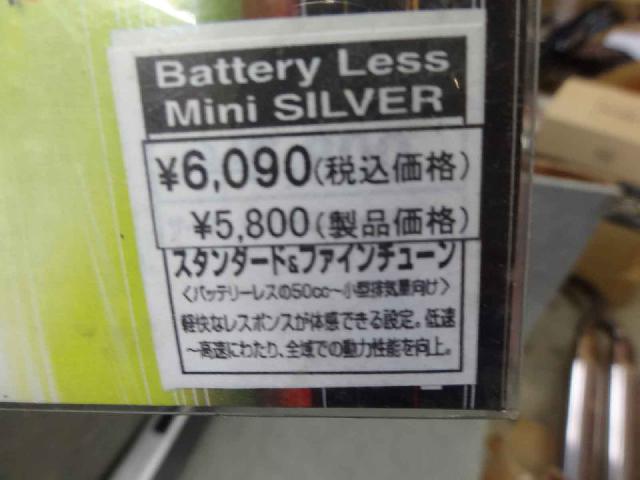 Battery Less
Mini SILVER
¥6,090(税込価格)
¥5,800(製品価格)
スタンダード&ファインチューン
〈バッテリーレスの50cc〜小型排気量向け〉
軽快なレスポンスが体感できる設定。低速
〜高速にわたり、全域での動力性能を向上。